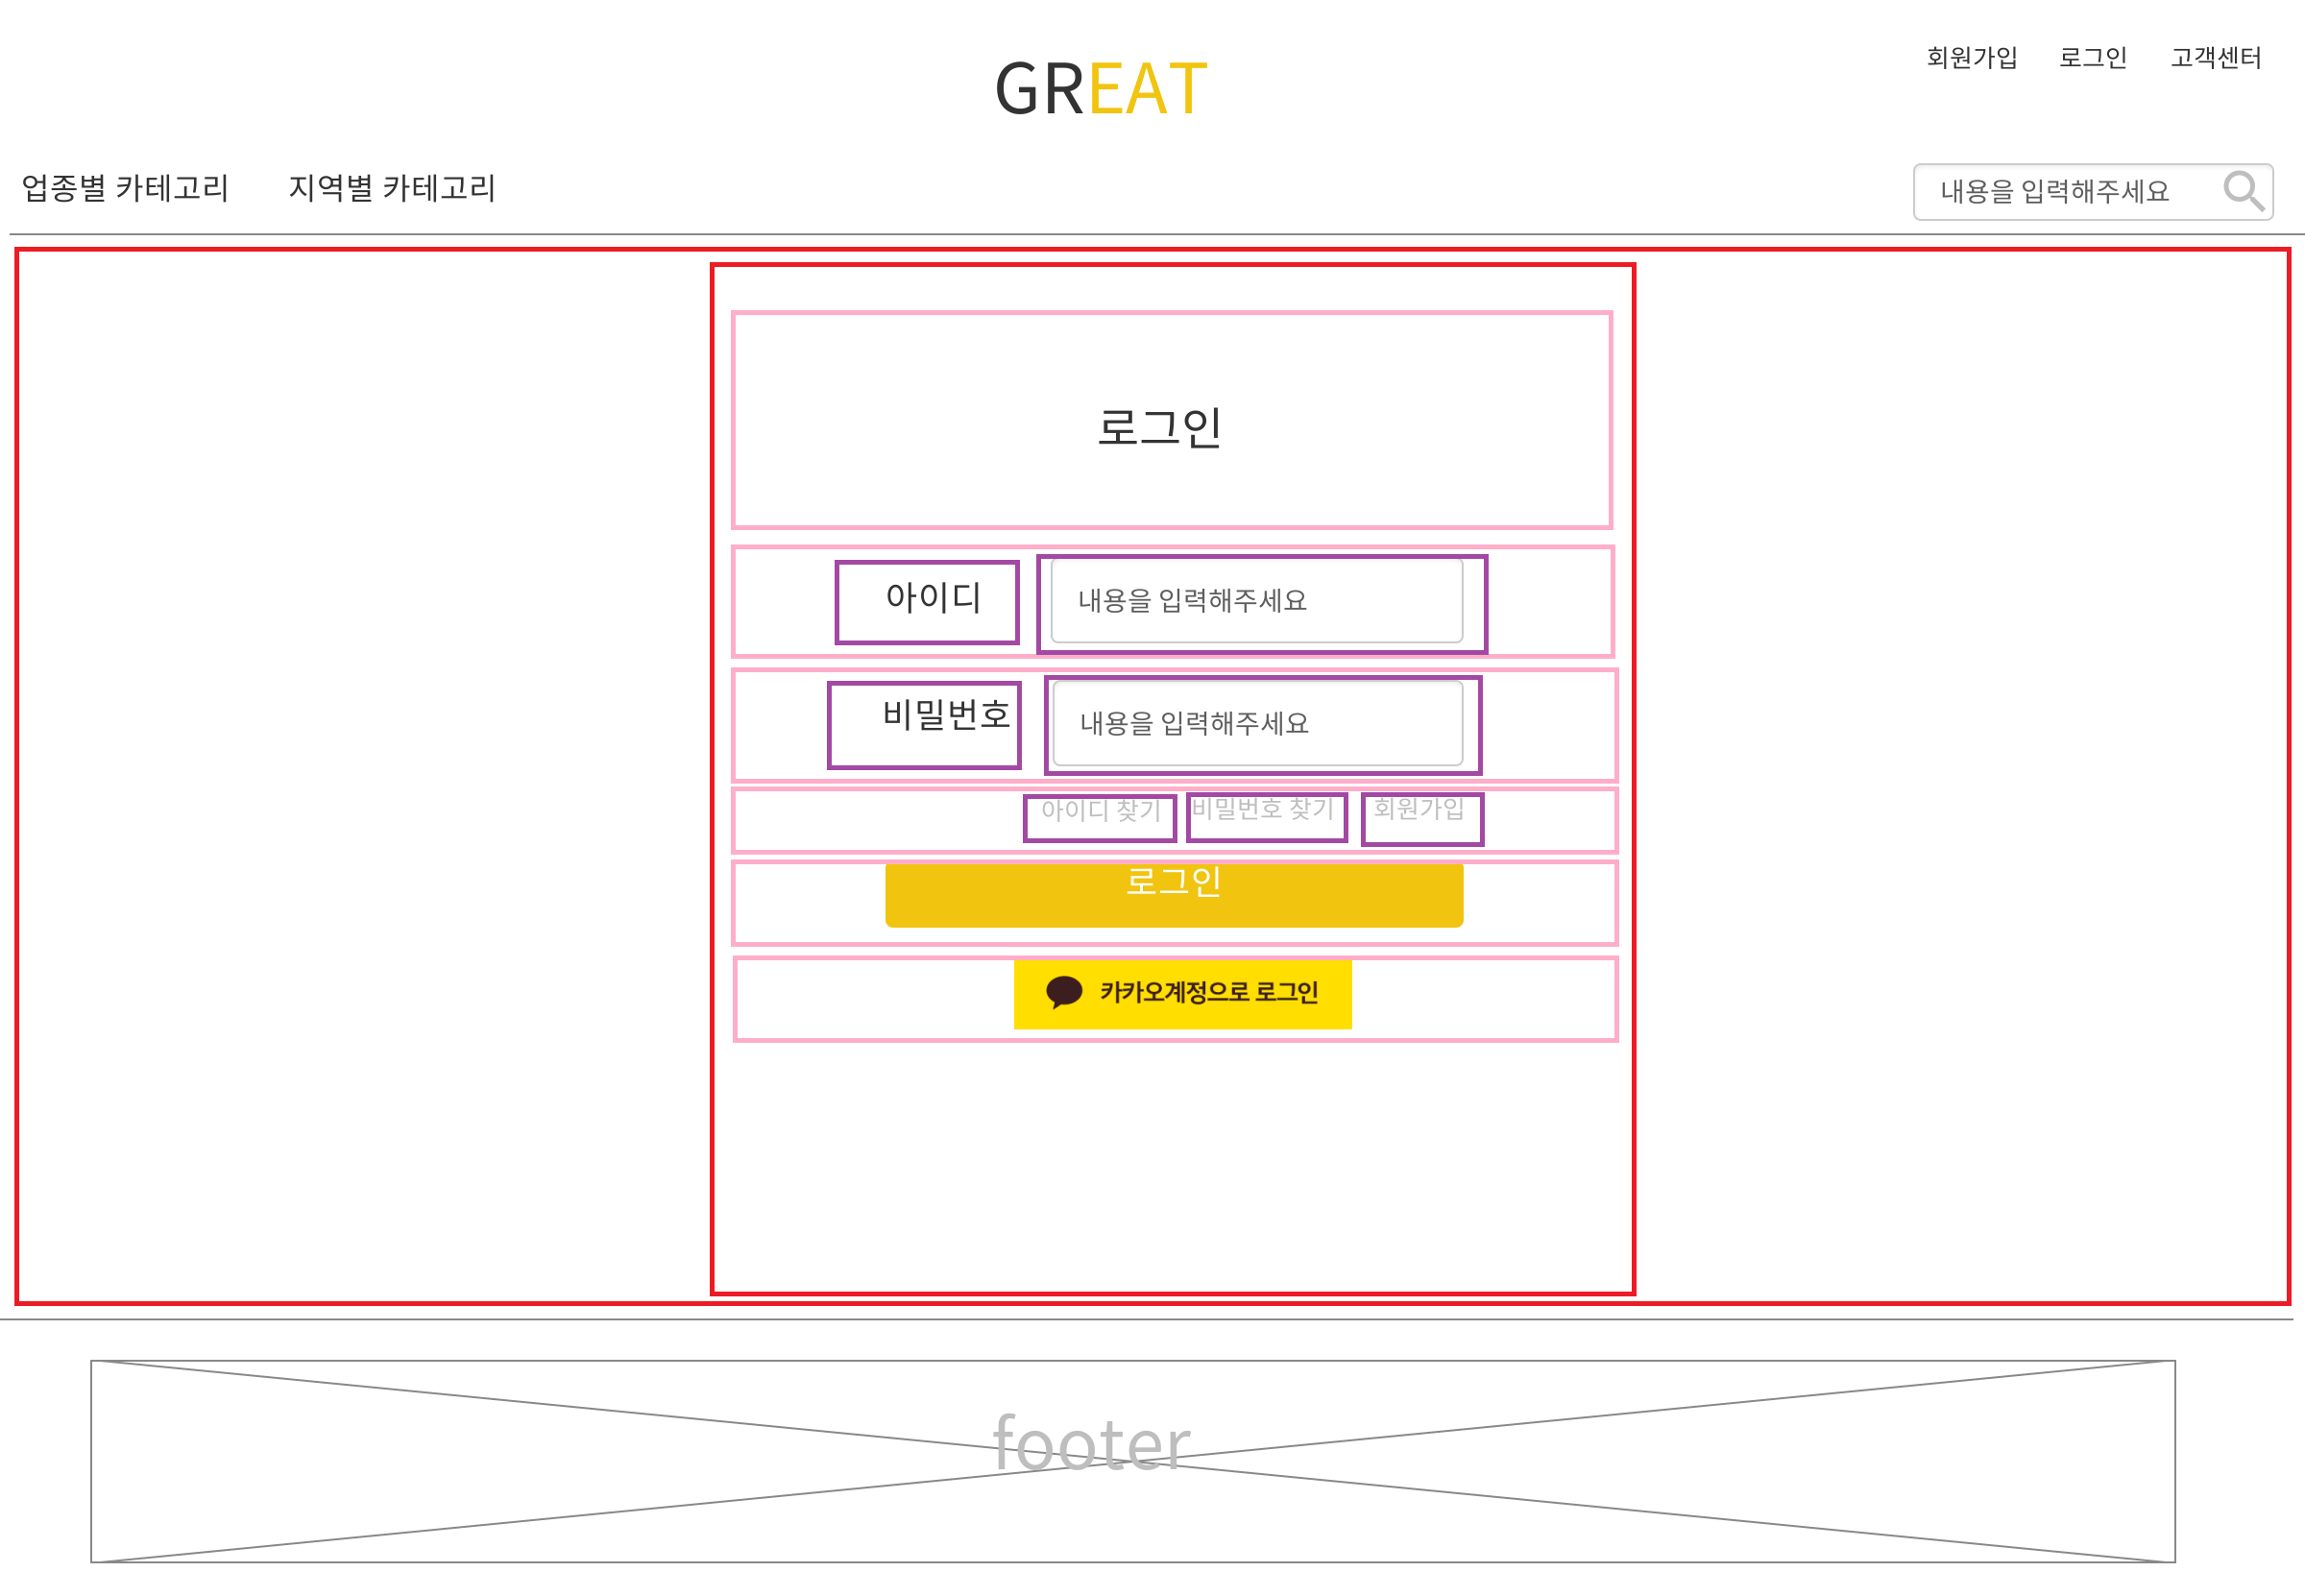 회원가입 로그인 고객센터
GREAT
업종별 카테고리 지역별 카테고리
내용을 입력해주세요
로그인
아이디 내용을 입력해주세요
비밀번호 내용을 입력해주세요
아이디 찾기 비밀번호 찾기 회원가입
로그인
카카오계정으로 로그인
footer